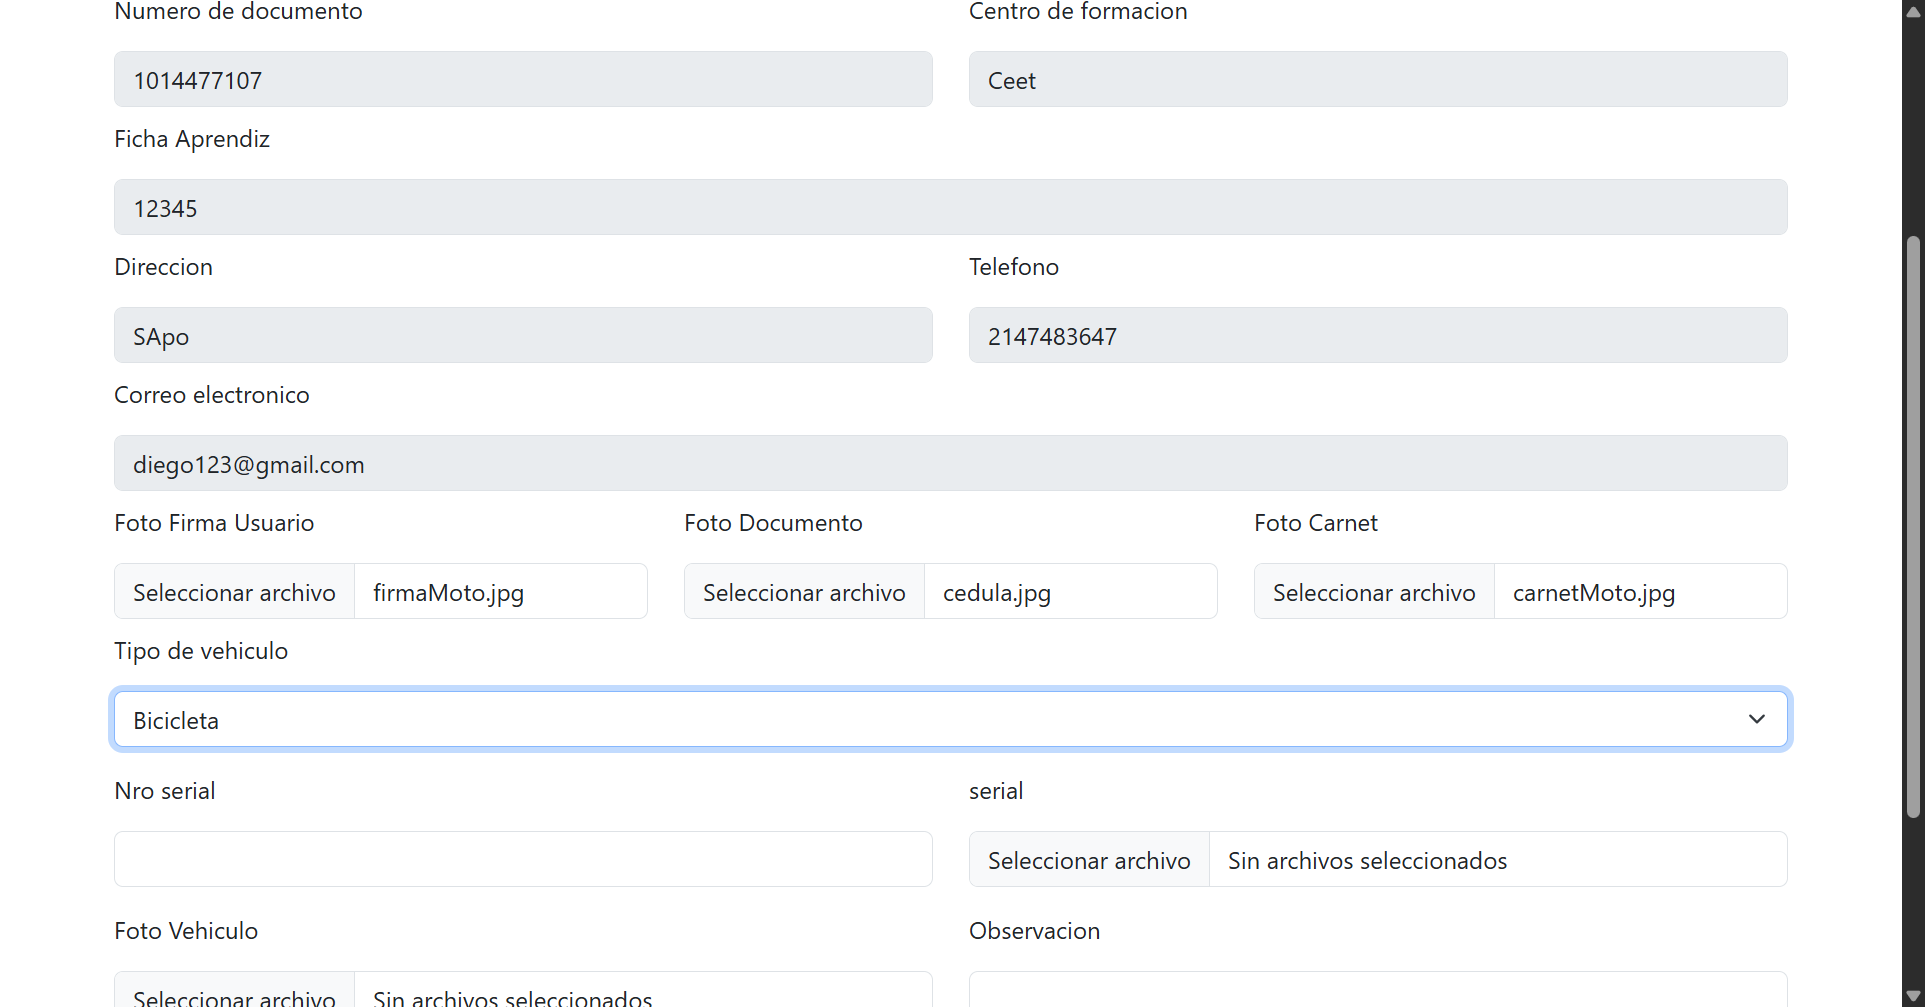 Numero de documento
Centro de formacion
1014477107
Ceet
Ficha Aprendiz
12345
Direccion
Telefono
SApo
2147483647
Correo electronico
diego123@gmail.com
Foto Firma Usuario
Foto Documento
Foto Carnet
Seleccionar archivo firmaMoto.jpg
Seleccionar archivo cedula.jpg
Seleccionar archivo carnetMoto.jpg
Tipo de vehiculo
Bicicleta
Nro serial
serial
Seleccionar archivo Sin archivos seleccionados
Foto Vehiculo
Observacion
Seleccionar archivo Sin archivos seleccionados